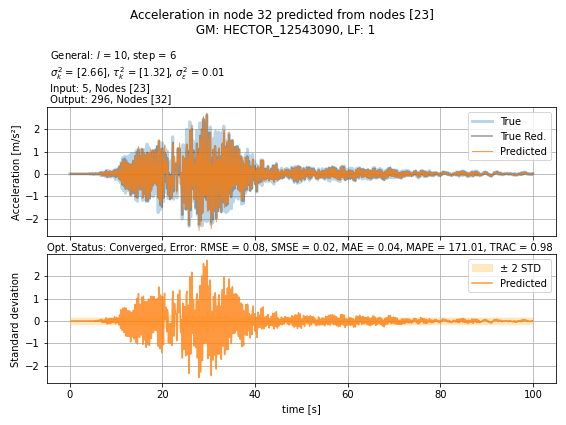 Acceleration in node 32 predicted from nodes [23]
GM: HECTOR_12543090, LF: 1
General: l = 10, step = 6
σ²ₖ = [2.66], τ²ₖ = [1.32], σ²ε = 0.01
Input: 5, Nodes [23]
Output: 296, Nodes [32]
Acceleration [m/s²]
2
1
0
−1
−2
True
True Red.
Predicted
Opt. Status: Converged, Error: RMSE = 0.08, SMSE = 0.02, MAE = 0.04, MAPE = 171.01, TRAC = 0.98
Standard deviation
2
1
0
−1
−2
± 2 STD
Predicted
0 20 40 60 80 100
time [s]